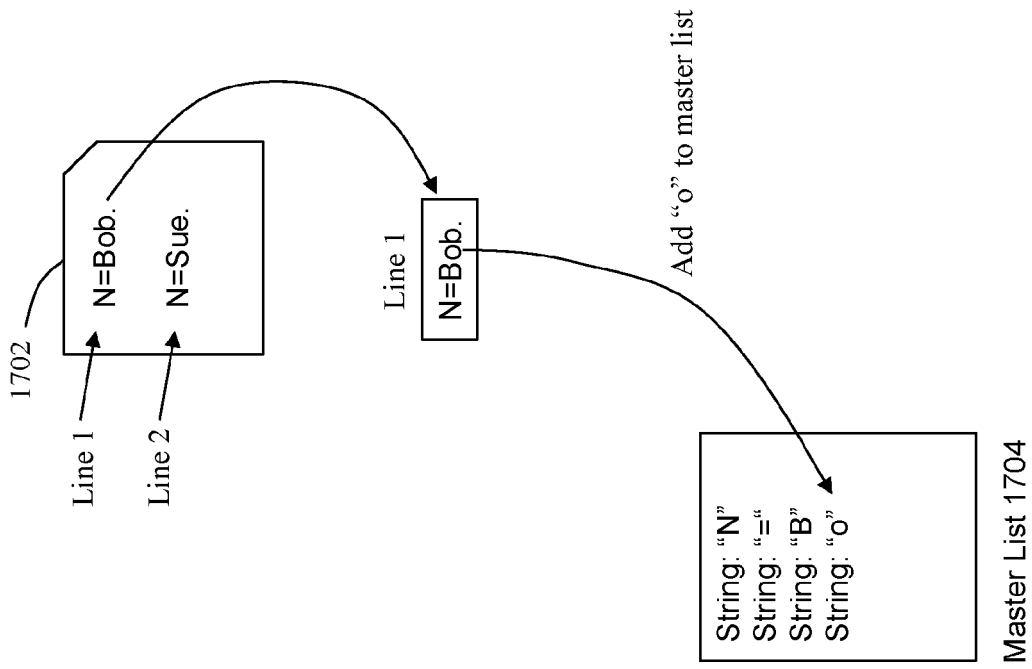 1702
Line 1
N=Bob.
Line 2
N=Sue.
Line 1
N=Bob.
Add “o” to master list
String: “N”
String: “=“
String: “B”
String: “o”
Master List 1704